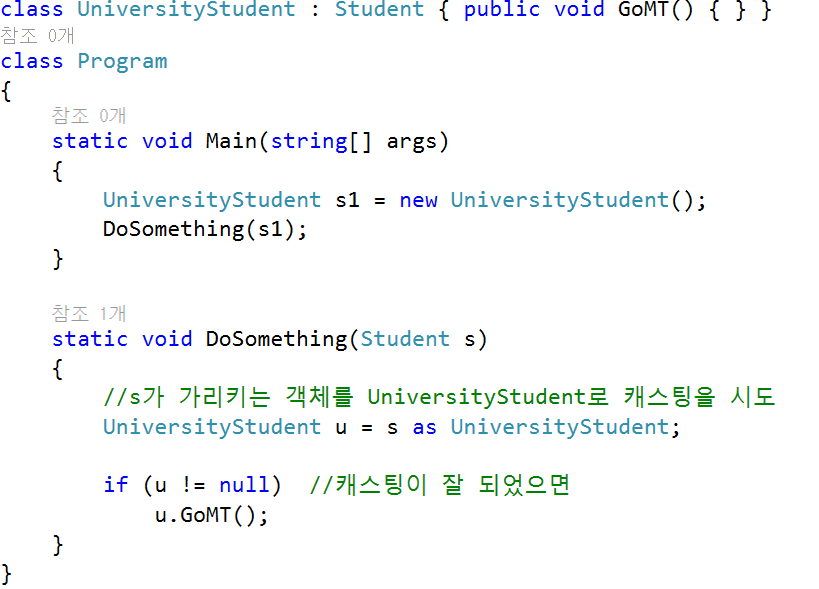 class UniversityStudent : Student { public void GoMT() { } }
참조 0개
class Program
{
참조 0개
static void Main(string[] args)
{
UniversityStudent s1 = new UniversityStudent();
DoSomething(s1);
}
참조 1개
static void DoSomething(Student s)
{
//s가 가리키는 객체를 UniversityStudent로 캐스팅을 시도
UniversityStudent u = s as UniversityStudent;
if (u != null) //캐스팅이 잘 되었으면
u.GoMT();
}
}